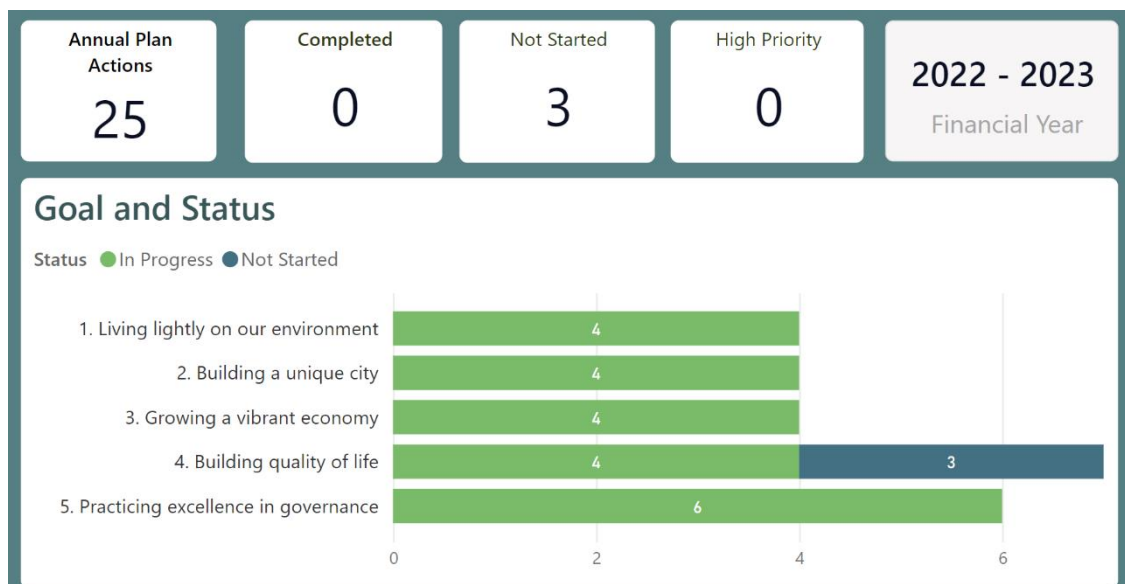 Annual Plan
Actions
25
Completed
0
Not Started
3
High Priority
0
2022 - 2023
Financial Year
Goal and Status
Status In Progress Not Started
1. Living lightly on our environment
4
2. Building a unique city
4
3. Growing a vibrant economy
4
4. Building quality of life
4
3
5. Practicing excellence in governance
6
0 2 4 6